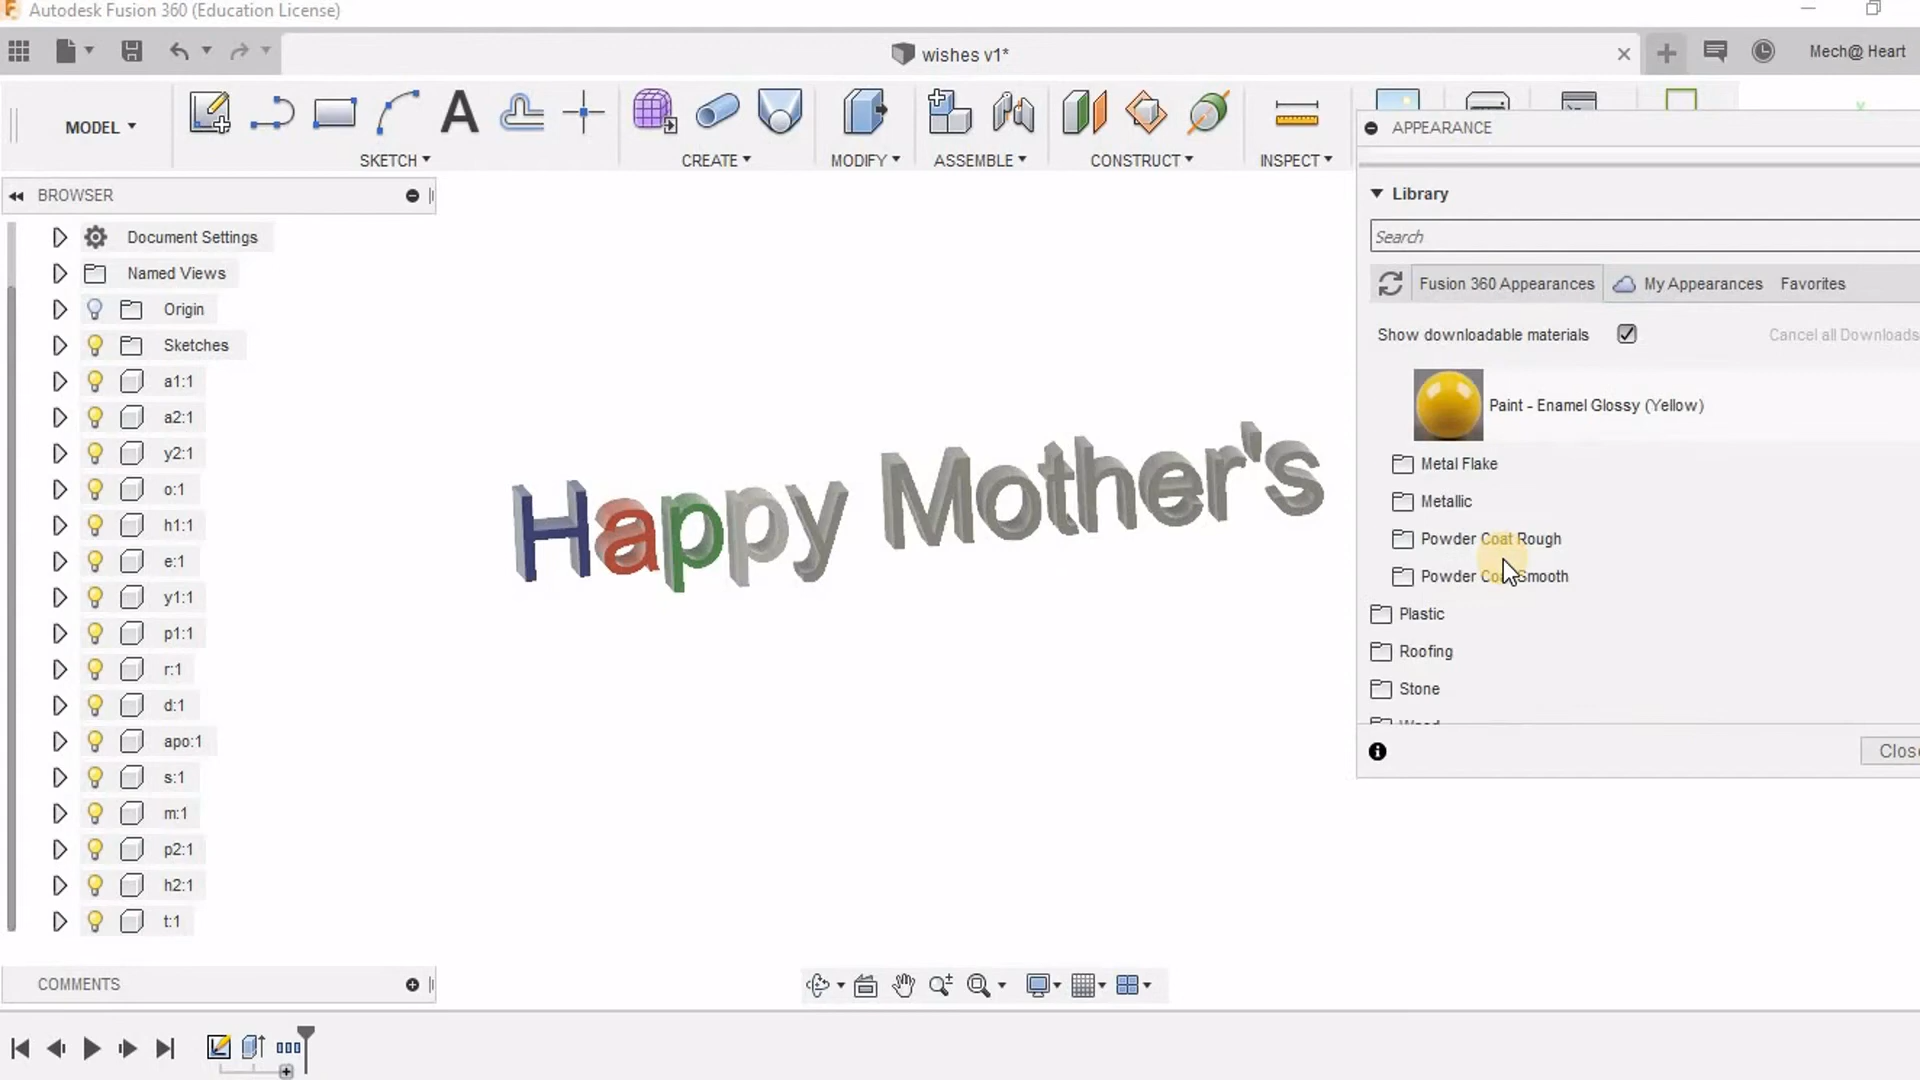 Autodesk Fusion 360 (Education License)
wishes v1*
Mech@ Heart
MODEL
SKETCH
CREATE
MODIFY
ASSEMBLE
CONSTRUCT
INSPECT
APPEARANCE
BROWSER
Library
Search
Document Settings
Named Views
Fusion 360 Appearances
My Appearances
Favorites
Origin
Show downloadable materials
Cancel all Downloads
Sketches
a1:1
Paint - Enamel Glossy (Yellow)
a2:1
y2:1
Metal Flake
o:1
Metallic
h1:1
Powder Coat Rough
e:1
Powder Coat Smooth
y1:1
Plastic
p1:1
Roofing
r:1
Stone
d:1
apo:1
Close
s:1
m:1
p2:1
h2:1
t:1
Happy Mother's
COMMENTS